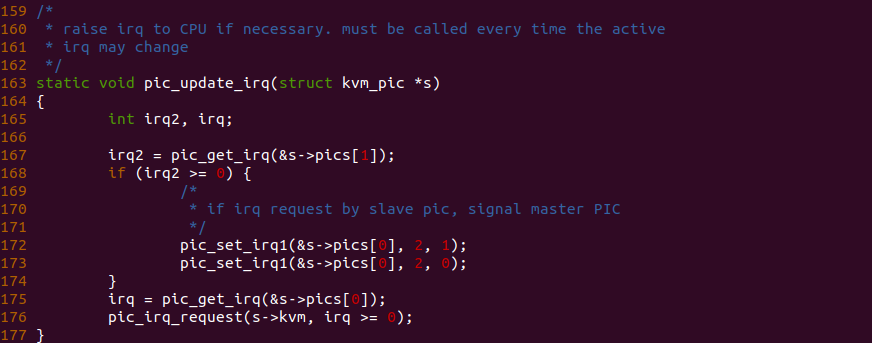 159 /*
160  * raise irq to CPU if necessary. must be called every time the active
161  * irq may change
162  */
163 static void pic_update_irq(struct kvm_pic *s)
164 {
165         int irq2, irq;
166
167         irq2 = pic_get_irq(&s->pics[1]);
168         if (irq2 >= 0) {
169                 /*
170                  * if irq request by slave pic, signal master PIC
171                  */
172                 pic_set_irq1(&s->pics[0], 2, 1);
173                 pic_set_irq1(&s->pics[0], 2, 0);
174         }
175         irq = pic_get_irq(&s->pics[0]);
176         pic_irq_request(s->kvm, irq >= 0);
177 }